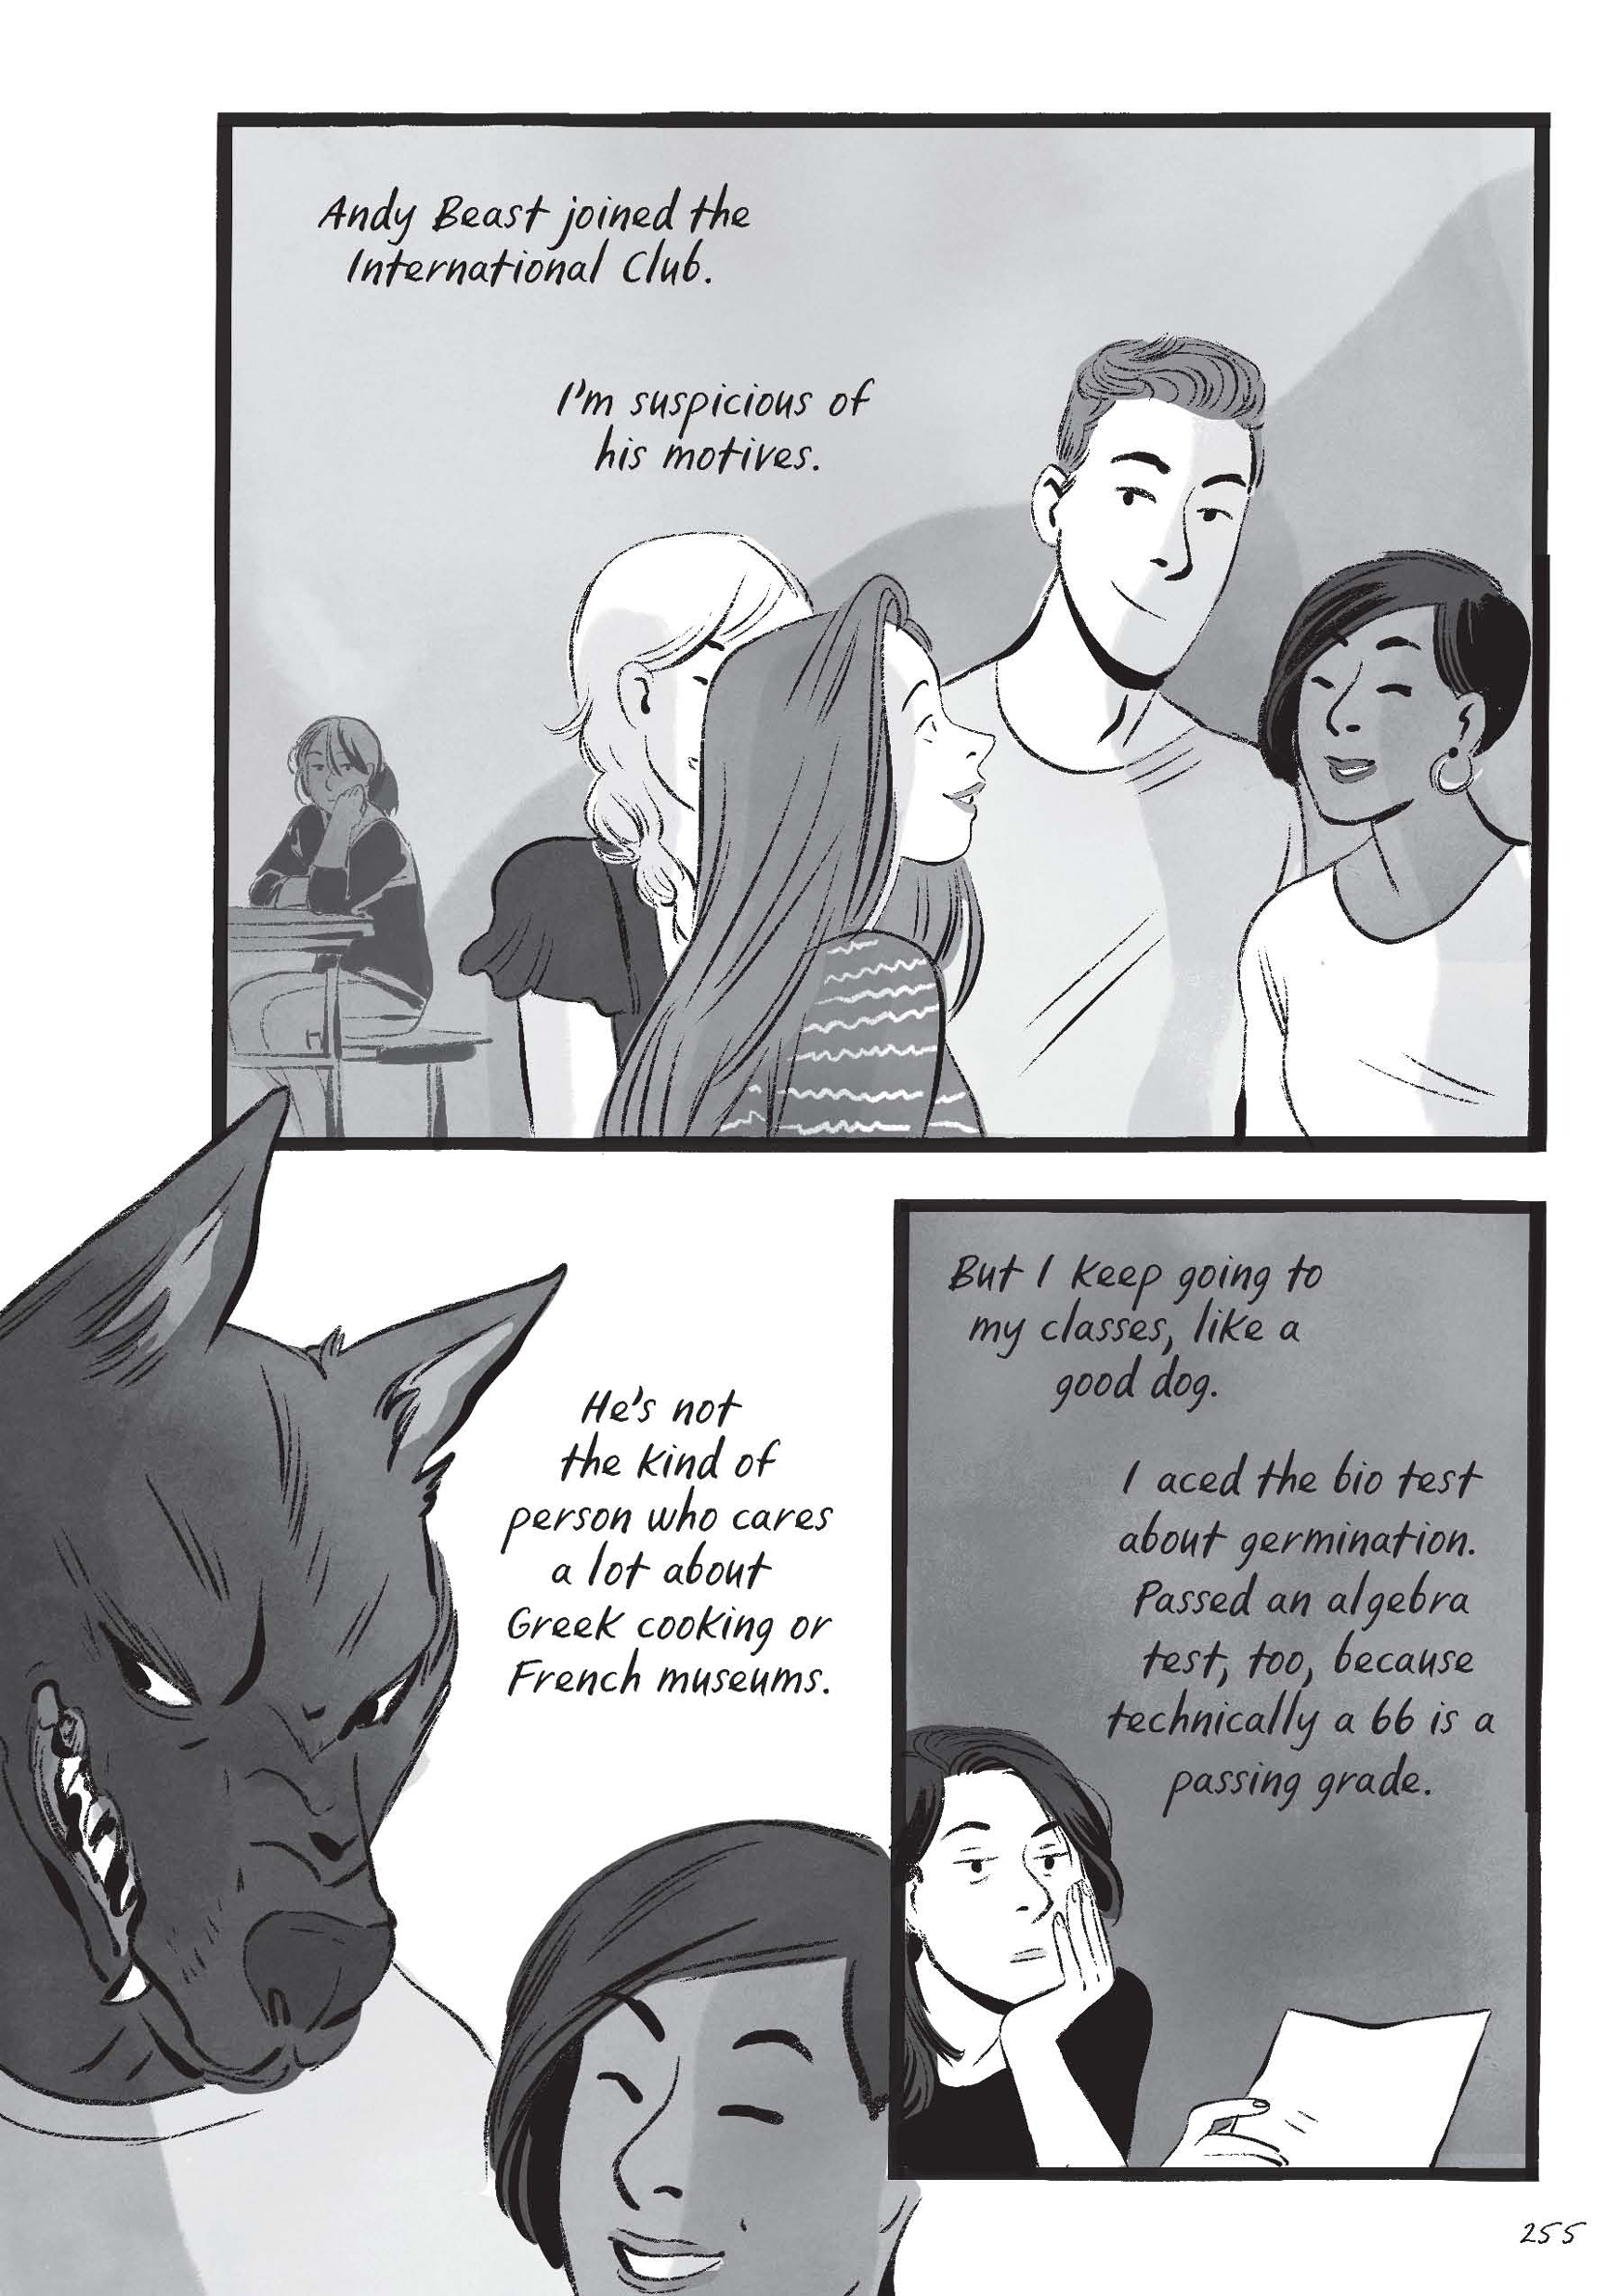 Andy Beast joined the
International Club.
I'm suspicious of
his motives.
He's not
the kind of
person who cares
a lot about
Greek cooking or
French museums.
But I keep going to
my classes, like a
good dog.
I aced the bio test
about germination.
Passed an algebra
test, too, because
technically a 66 is a
passing grade.
255